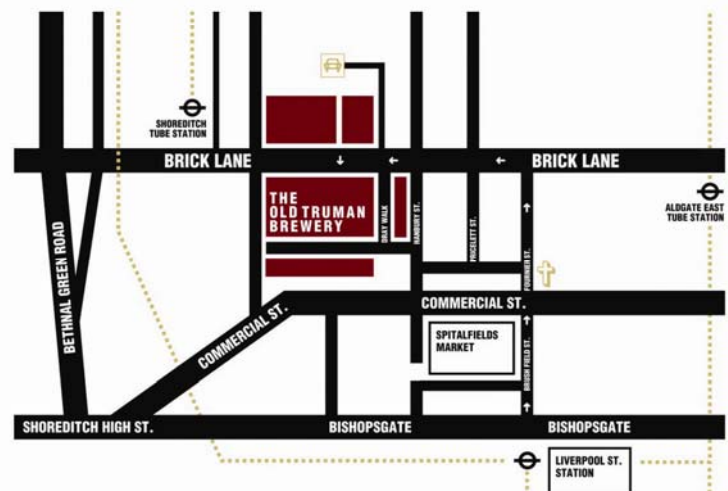 SHOREDITCH
TUBE STATION
BRICK LANE
BRICK LANE
THE
OLD TRUMAN
BREWERY
DRAY WALK
HANBURY ST.
PRICELETT ST.
FOURNIER ST.
ALDGATE EAST
TUBE STATION
BETHNAL GREEN ROAD
COMMERCIAL ST.
COMMERCIAL ST.
SPITALFIELDS
MARKET
BRUSH FIELD ST.
SHOREDITCH HIGH ST.
BISHOPSGATE
BISHOPSGATE
LIVERPOOL ST.
STATION